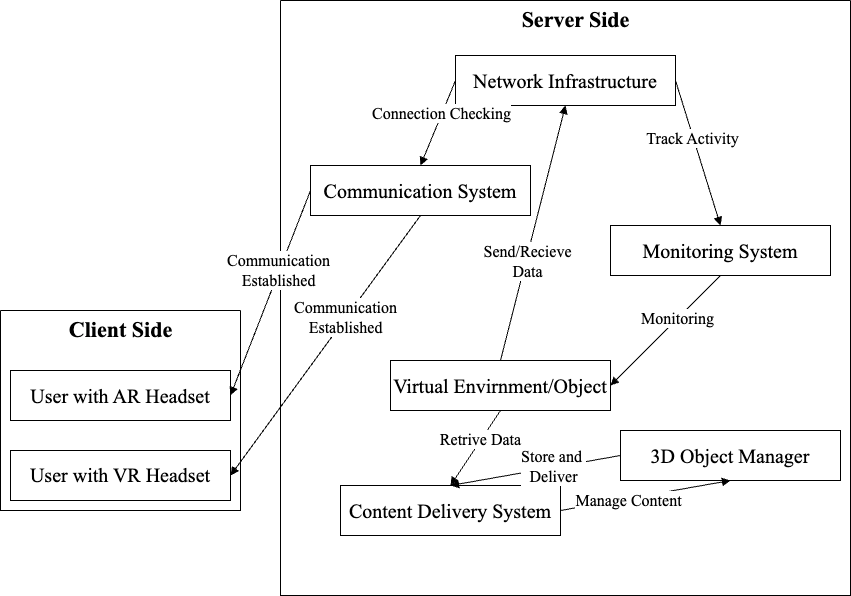 Server Side
Network Infrastructure
Connection Checking
Track Activity
Communication System
Communication
Established
Send/Recieve
Data
Monitoring System
Communication
Established
Monitoring
Client Side
User with AR Headset
User with VR Headset
Virtual Envirnment/Object
Retrive Data
Store and
Deliver
3D Object Manager
Manage Content
Content Delivery System